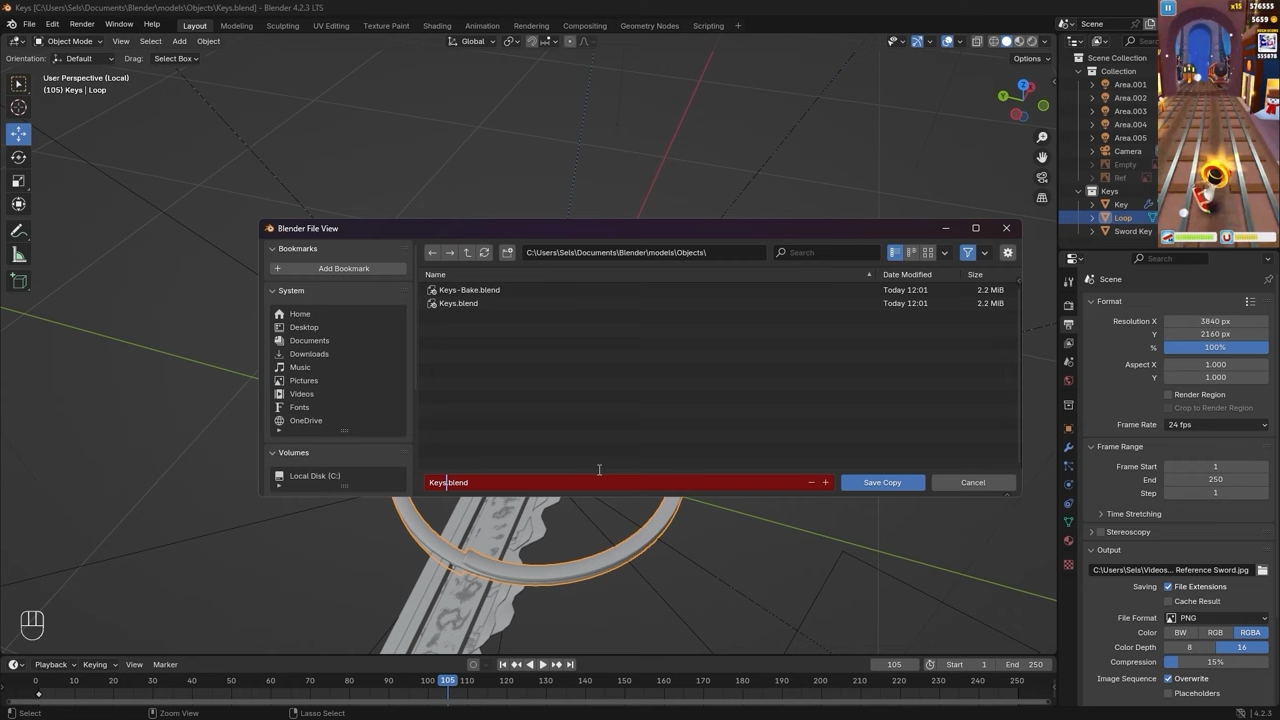 Keys [C:\Users\Sels\Documents\Blender\models\Objects\Keys.blend] - Blender 4.2.3 LTS
File Edit Render Window Help Layout Modeling Sculpting UV Editing Texture Paint Shading Animation Rendering Compositing Geometry Nodes Scripting + Scene
Object Mode View Select Add Object Global
Orientation: Default Drag: Select Box Options
User Perspective (Local)
(105) Keys | Loop
Scene Collection
Collection
Area.001
Area.002
Area.003
Area.004
Area.005
Camera
Empty
Ref
Keys
Key
Loop
Sword Key
x15 576555
5659
555878
Blender File View
Bookmarks
Add Bookmark
System
Home
Desktop
Documents
Downloads
Music
Pictures
Videos
Fonts
OneDrive
Volumes
Local Disk (C:)
C:\Users\Sels\Documents\Blender\models\Objects\ Search
Name Date Modified Size
Keys-Bake.blend Today 12:01 2.2 MiB
Keys.blend Today 12:01 2.2 MiB
Keys.blend Save Copy Cancel
Search
Scene
Format
Resolution X 3840 px
Y 2160 px
% 100%
Aspect X 1.000
Y 1.000
Render Region
Crop to Render Region
Frame Rate 24 fps
Frame Range
Frame Start 1
End 250
Step 1
Time Stretching
Stereoscopy
Output
C:\Users\Sels\Videos... Reference Sword.jpg
Saving File Extensions
Cache Result
File Format PNG
Color BW RGB RGBA
Color Depth 8 16
Compression 15%
Image Sequence Overwrite
Placeholders
Playback Keying View Marker 105 Start 1 End 250
0 10 20 30 40 50 60 70 80 90 100 105 110 120 130 140 150 160 170 180 190 200 210 220 230 240 250
Select Zoom View Lasso Select 4.2.3